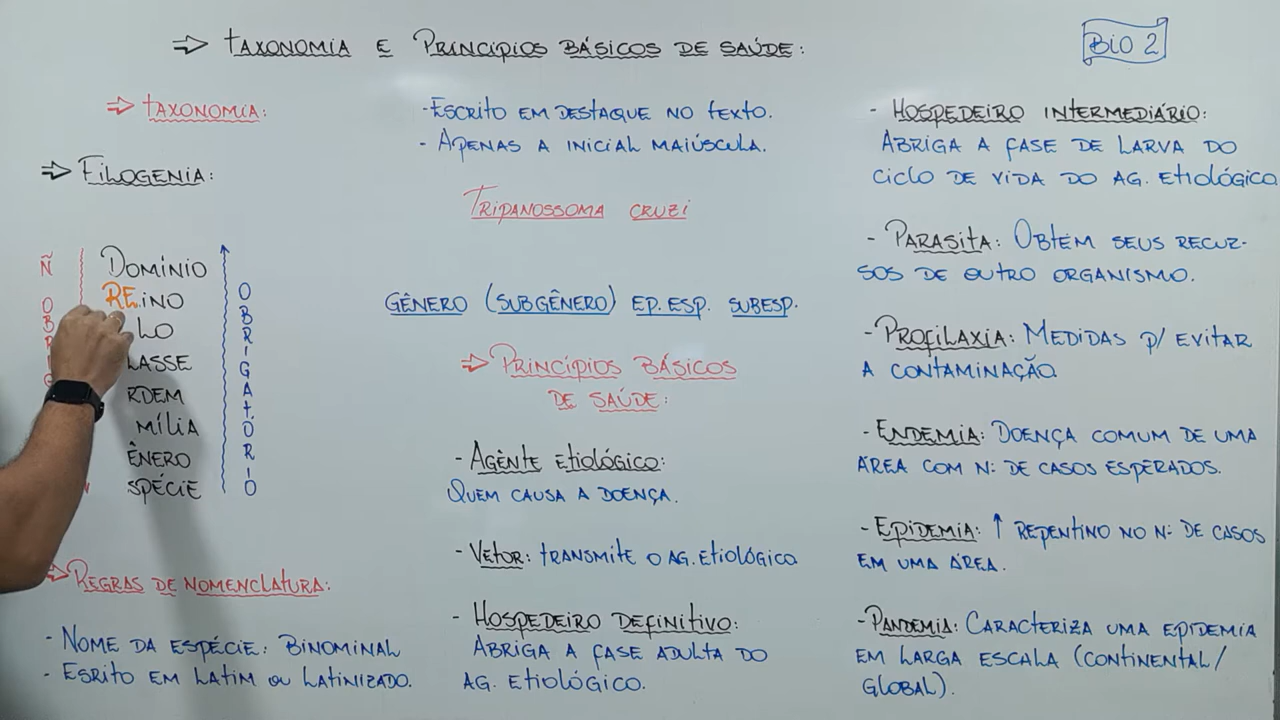 ⇒ TAXONOMIA E PRINCÍPIOS BÁSICOS DE SAÚDE:
BIO 2
⇒ TAXONOMIA:
⇒ FILOGENIA:
Ñ
OBRIG
DOMÍNIO
REINO
LO
LASSE
RDEM
MÍLIA
ÊNERO
SPÉCIE
OBRIGATÓRIO
⇒ REGRAS DE NOMENCLATURA:
- NOME DA ESPÉCIE: BINOMINAL
- ESRITO EM LATIM OU LATINIZADO.
- ESCRITO EM DESTAQUE NO TEXTO.
- APENAS A INICIAL MAIÚSCULA.
TRIPANOSSOMA CRUZI
GÊNERO (SUBGÊNERO) EP. ESP. SUBESP.
⇒ PRINCÍPIOS BÁSICOS
DE SAÚDE:
- AGENTE ETIOLÓGICO:
QUEM CAUSA A DOENÇA.
- VETOR: TRANSMITE O AG. ETIOLÓGICO
- HOSPEDEIRO DEFINITIVO:
ABRIGA A FASE ADULTA DO
AG. ETIOLÓGICO.
- HOSPEDEIRO INTERMEDIÁRIO:
ABRIGA A FASE DE LARVA DO
CICLO DE VIDA DO AG. ETIOLÓGICO
- PARASITA: OBTÉM SEUS RECUR-
SOS DE OUTRO ORGANISMO.
- PROFILAXIA: MEDIDAS P/ EVITAR
A CONTAMINAÇÃO.
- ENDEMIA: DOENÇA COMUM DE UMA
ÁREA COM Nº DE CASOS ESPERADOS.
- EPIDEMIA: ↑ REPENTINO NO Nº DE CASOS
EM UMA ÁREA.
- PANDEMIA: CARACTERIZA UMA EPIDEMIA
EM LARGA ESCALA (CONTINENTAL/
GLOBAL).